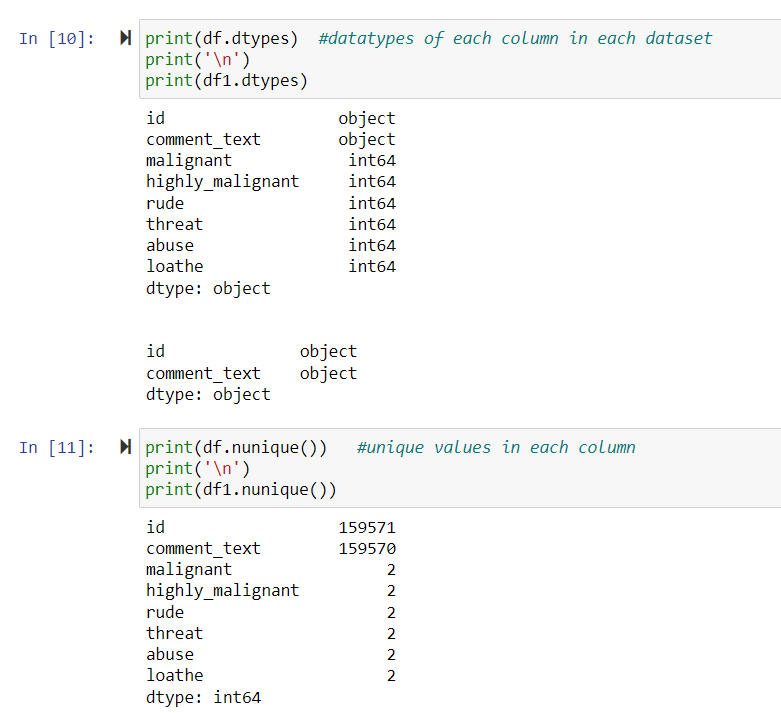 In [10]: print(df.dtypes)  #datatypes of each column in each dataset
print('\n')
print(df1.dtypes)
id                  object
comment_text        object
malignant            int64
highly_malignant     int64
rude                 int64
threat               int64
abuse                int64
loathe               int64
dtype: object
id              object
comment_text    object
dtype: object
In [11]: print(df.nunique())   #unique values in each column
print('\n')
print(df1.nunique())
id                  159571
comment_text        159570
malignant                2
highly_malignant         2
rude                     2
threat                   2
abuse                    2
loathe                   2
dtype: int64